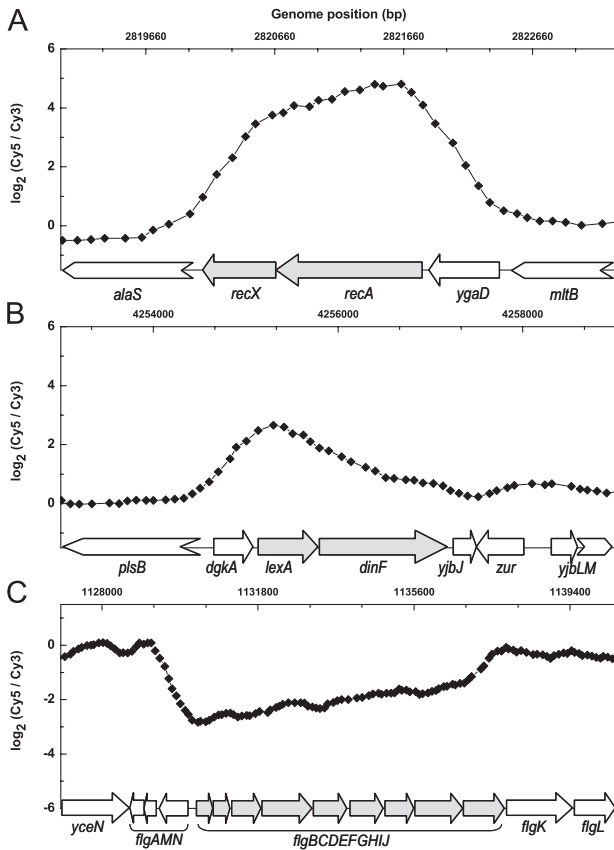 Genome position (bp)
A
2819660 2820660 2821660 2822660
6
4
2
0
log2 (Cy5 / Cy3)
alaS recX recA ygaD mltB
B
4254000 4256000 4258000
6
4
2
0
log2 (Cy5 / Cy3)
plsB dgkA lexA dinF yjbJ zur yjbLM
C
1128000 1131800 1135600 1139400
0
-2
-4
-6
log2 (Cy5 / Cy3)
yceN flgAMN flgBCDEFGHIJ flgK flgL